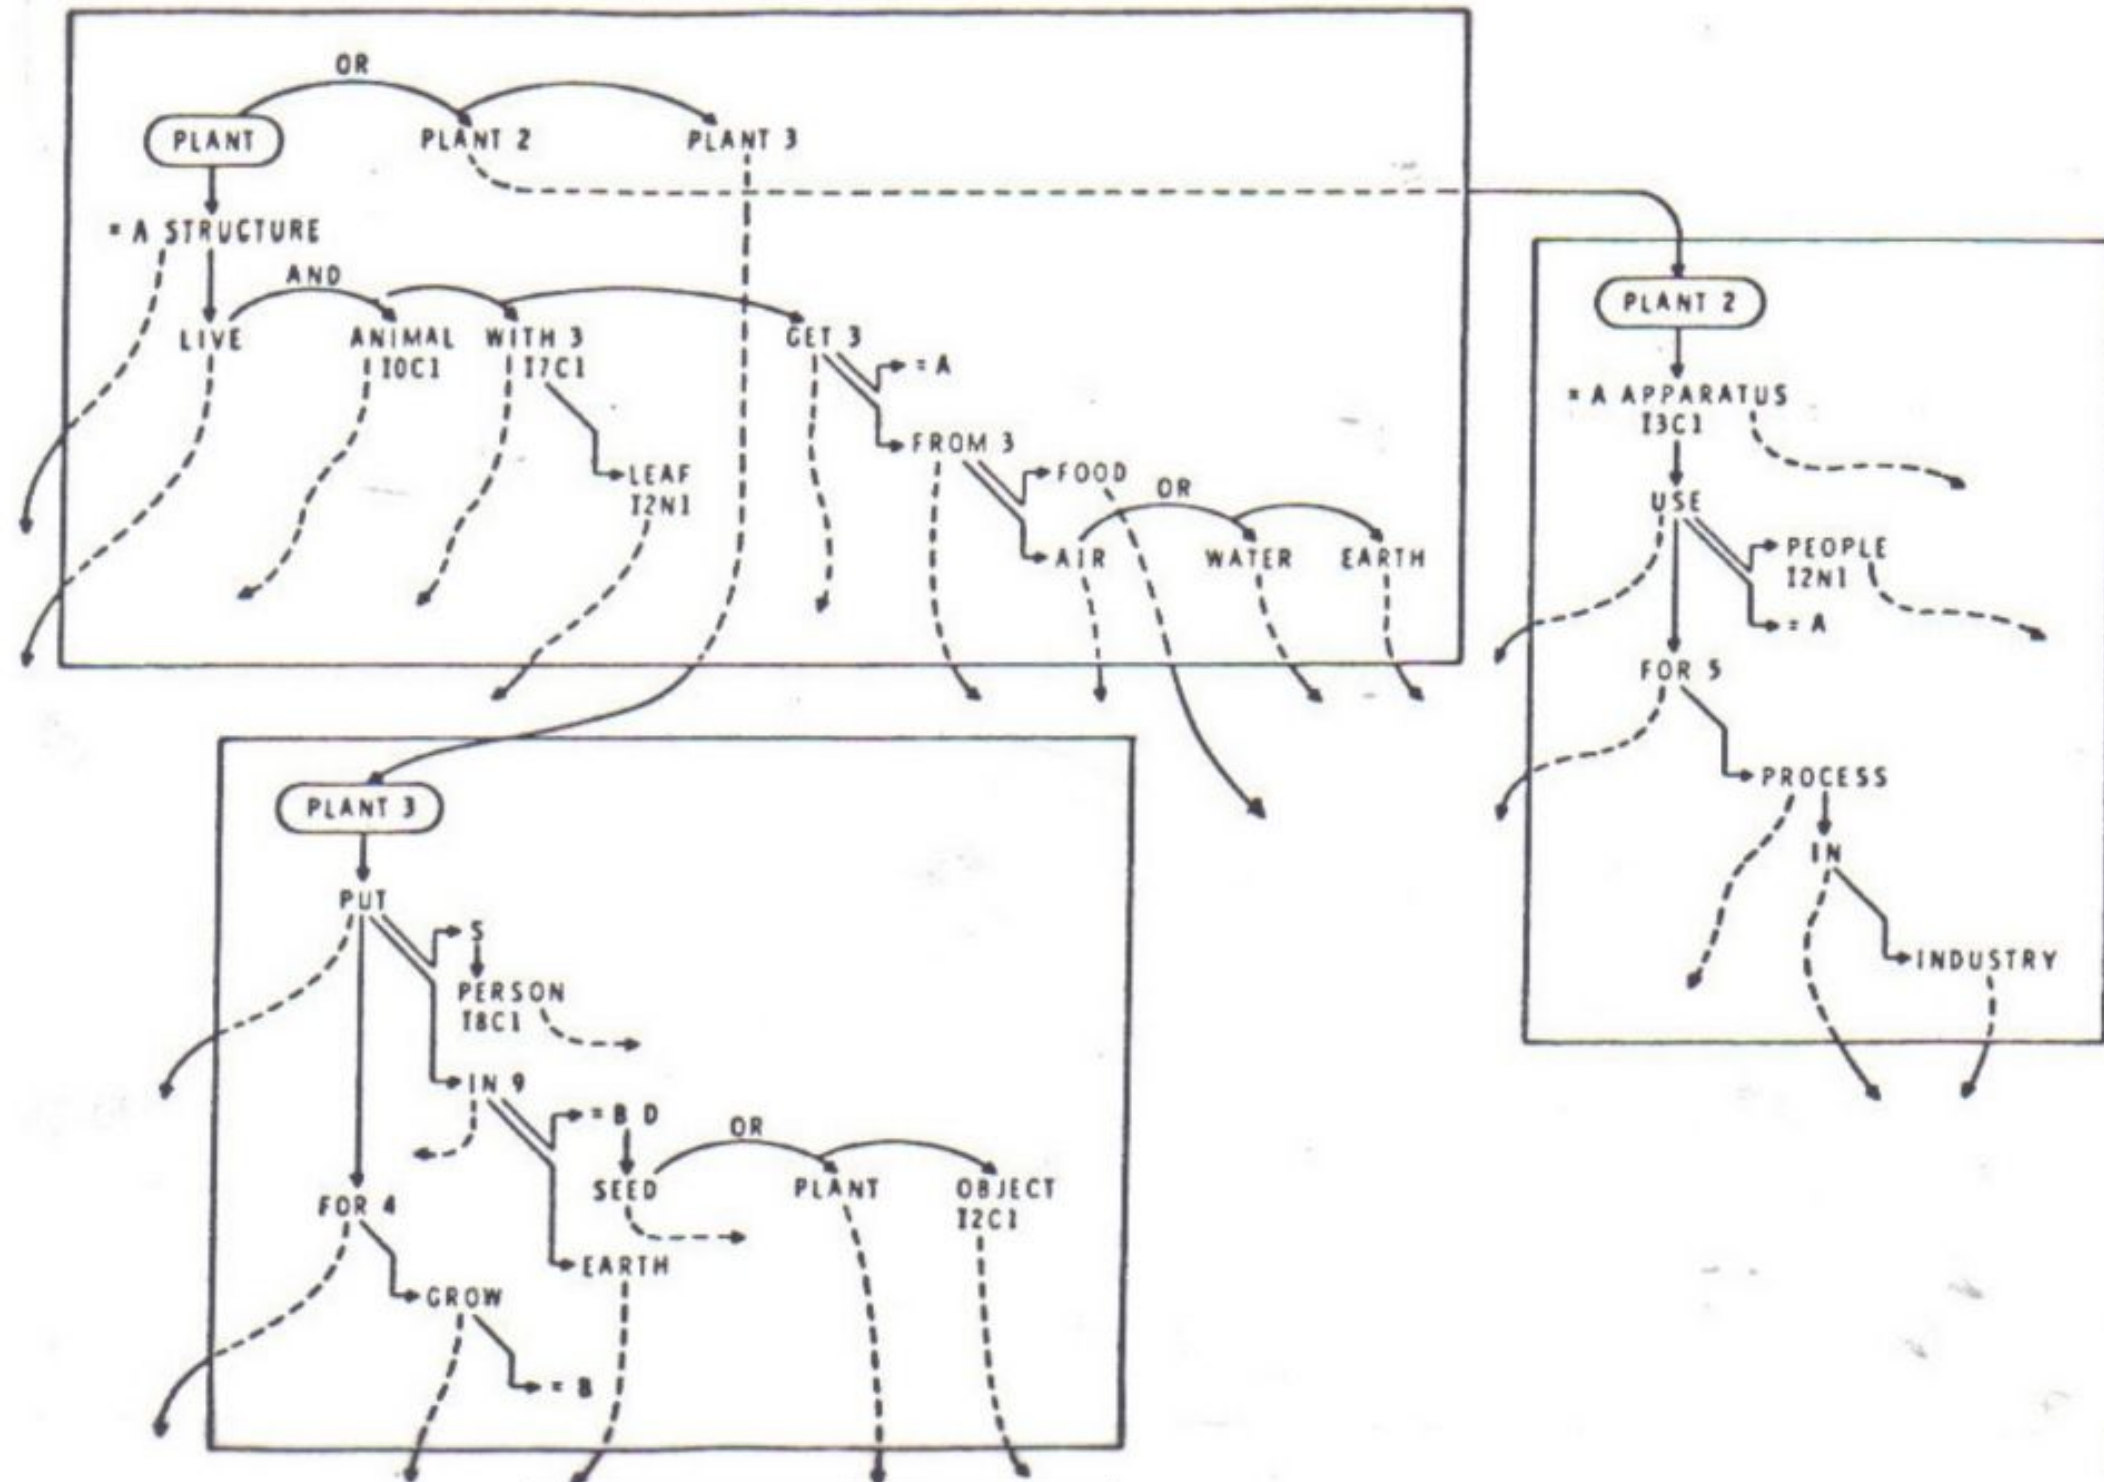 OR
PLANT PLANT 2 PLANT 3
= A STRUCTURE
AND
LIVE ANIMAL WITH 3 GET 3
I0C1 I7C1 = A
FROM 3
LEAF FOOD
I2N1 OR
AIR WATER EARTH
PLANT 2
= A APPARATUS
I3C1
USE
PEOPLE
I2N1
= A
FOR 5
PROCESS
IN
INDUSTRY
PLANT 3
PUT
S
PERSON
I8C1
IN 9
= B D OR
SEED PLANT OBJECT
FOR 4 I2C1
EARTH
GROW
= B